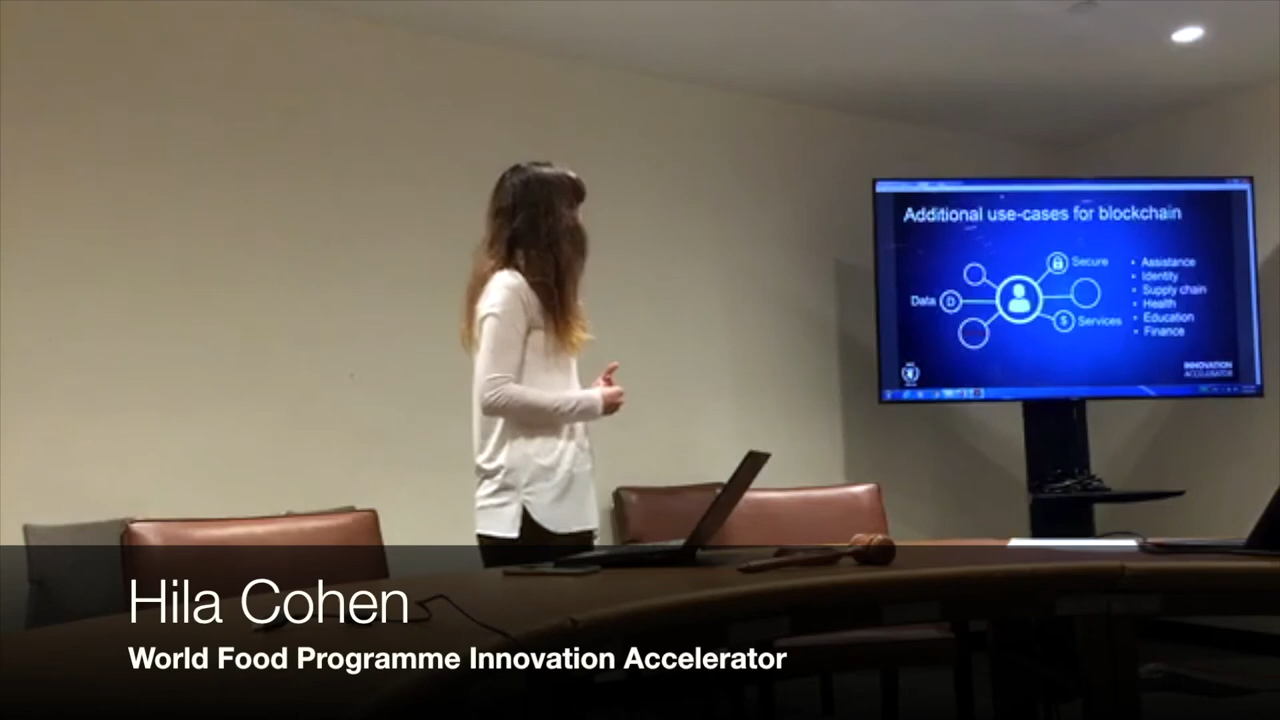 Additional use-cases for blockchain
Secure
Data
D
$
Services
• Assistance
• Identity
• Supply chain
• Health
• Education
• Finance
INNOVATION
ACCELERATOR
Hila Cohen
World Food Programme Innovation Accelerator